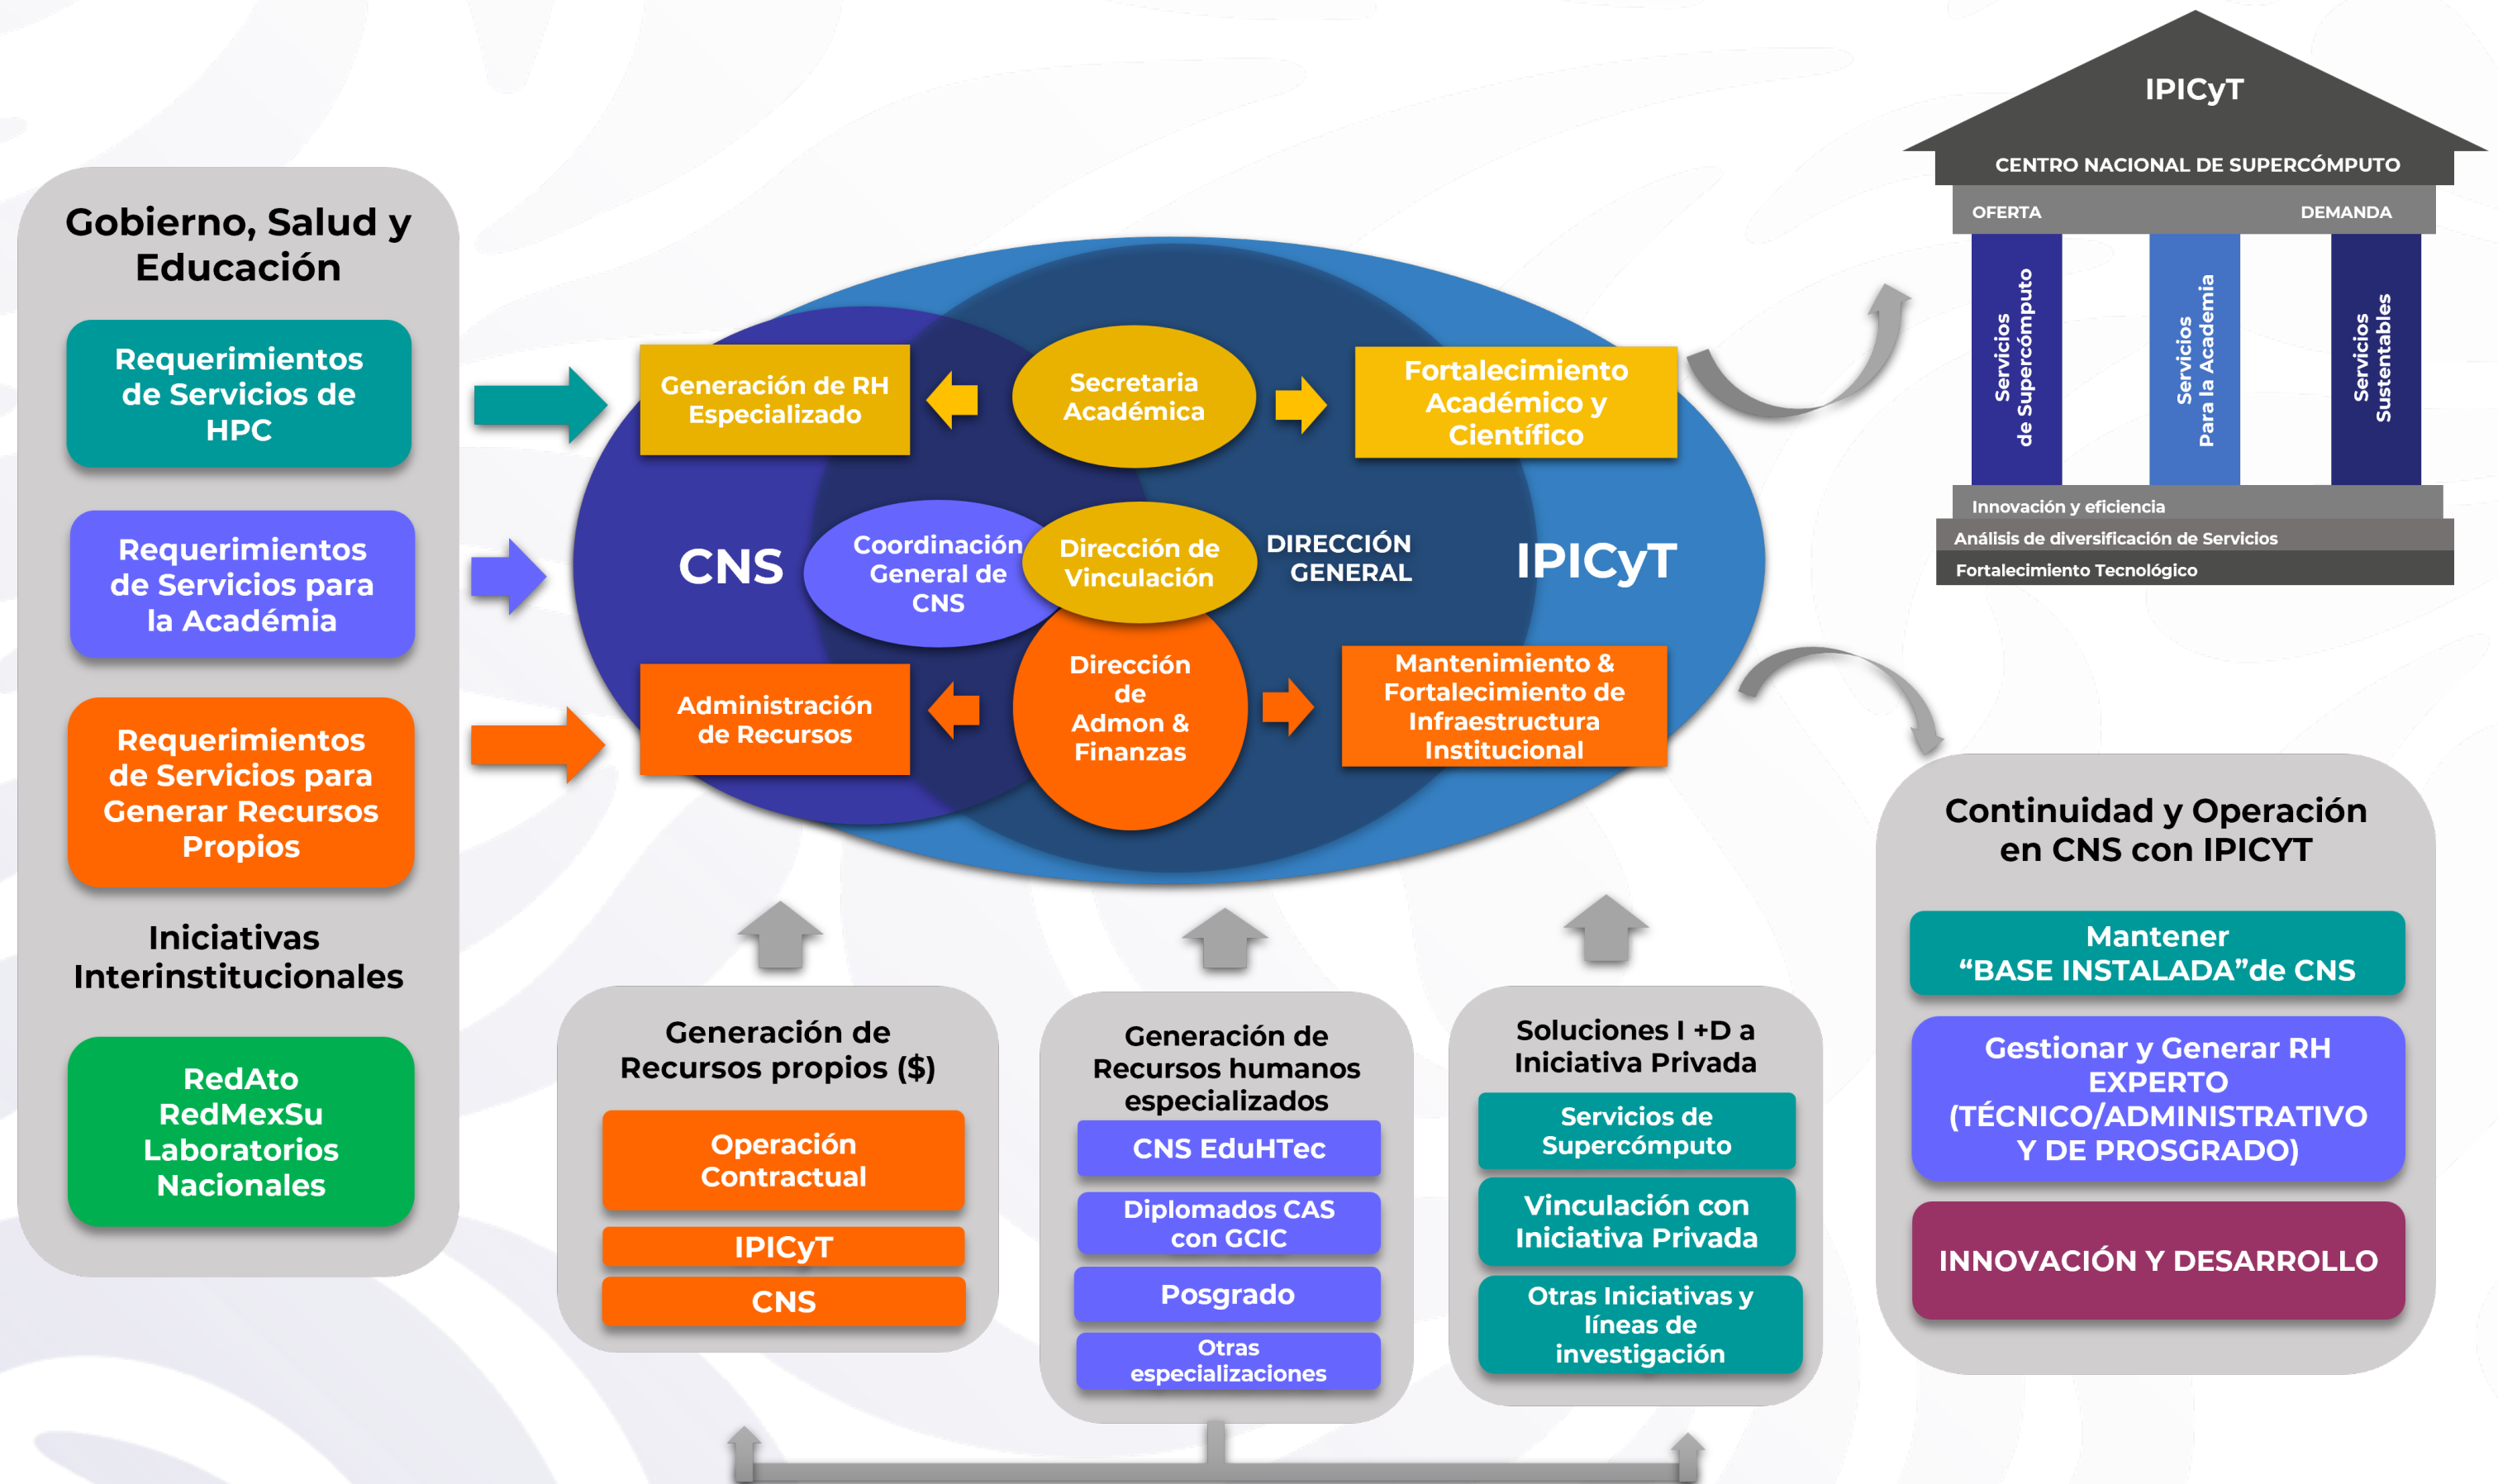 Gobierno, Salud y
Educación
Requerimientos
de Servicios de
HPC
Requerimientos
de Servicios para
la Académia
Requerimientos
de Servicios para
Generar Recursos
Propios
Iniciativas
Interinstitucionales
RedAto
RedMexSu
Laboratorios
Nacionales
Generación de RH
Especializado
Secretaria
Académica
Fortalecimiento
Académico y
Científico
CNS
Coordinación
General de
CNS
Dirección de
Vinculación
DIRECCIÓN
GENERAL
IPICyT
Administración
de Recursos
Dirección
de
Admon &
Finanzas
Mantenimiento &
Fortalecimiento de
Infraestructura
Institucional
IPICyT
CENTRO NACIONAL DE SUPERCÓMPUTO
OFERTA
DEMANDA
Servicios
de Supercómputo
Servicios
Para la Academia
Servicios
Sustentables
Innovación y eficiencia
Análisis de diversificación de Servicios
Fortalecimiento Tecnológico
Generación de
Recursos propios ($)
Operación
Contractual
IPICyT
CNS
Generación de
Recursos humanos
especializados
CNS EduHTec
Diplomados CAS
con GCIC
Posgrado
Otras
especializaciones
Soluciones I +D a
Iniciativa Privada
Servicios de
Supercómputo
Vinculación con
Iniciativa Privada
Otras Iniciativas y
líneas de
investigación
Continuidad y Operación
en CNS con IPICYT
Mantener
“BASE INSTALADA”de CNS
Gestionar y Generar RH
EXPERTO
(TÉCNICO/ADMINISTRATIVO
Y DE PROSGRADO)
INNOVACIÓN Y DESARROLLO